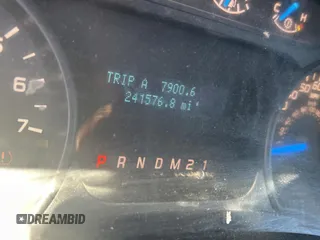 C H
6
7
TRIP A 7900.6
241576.8 mi
P R N D M 2 1
DREAMBID